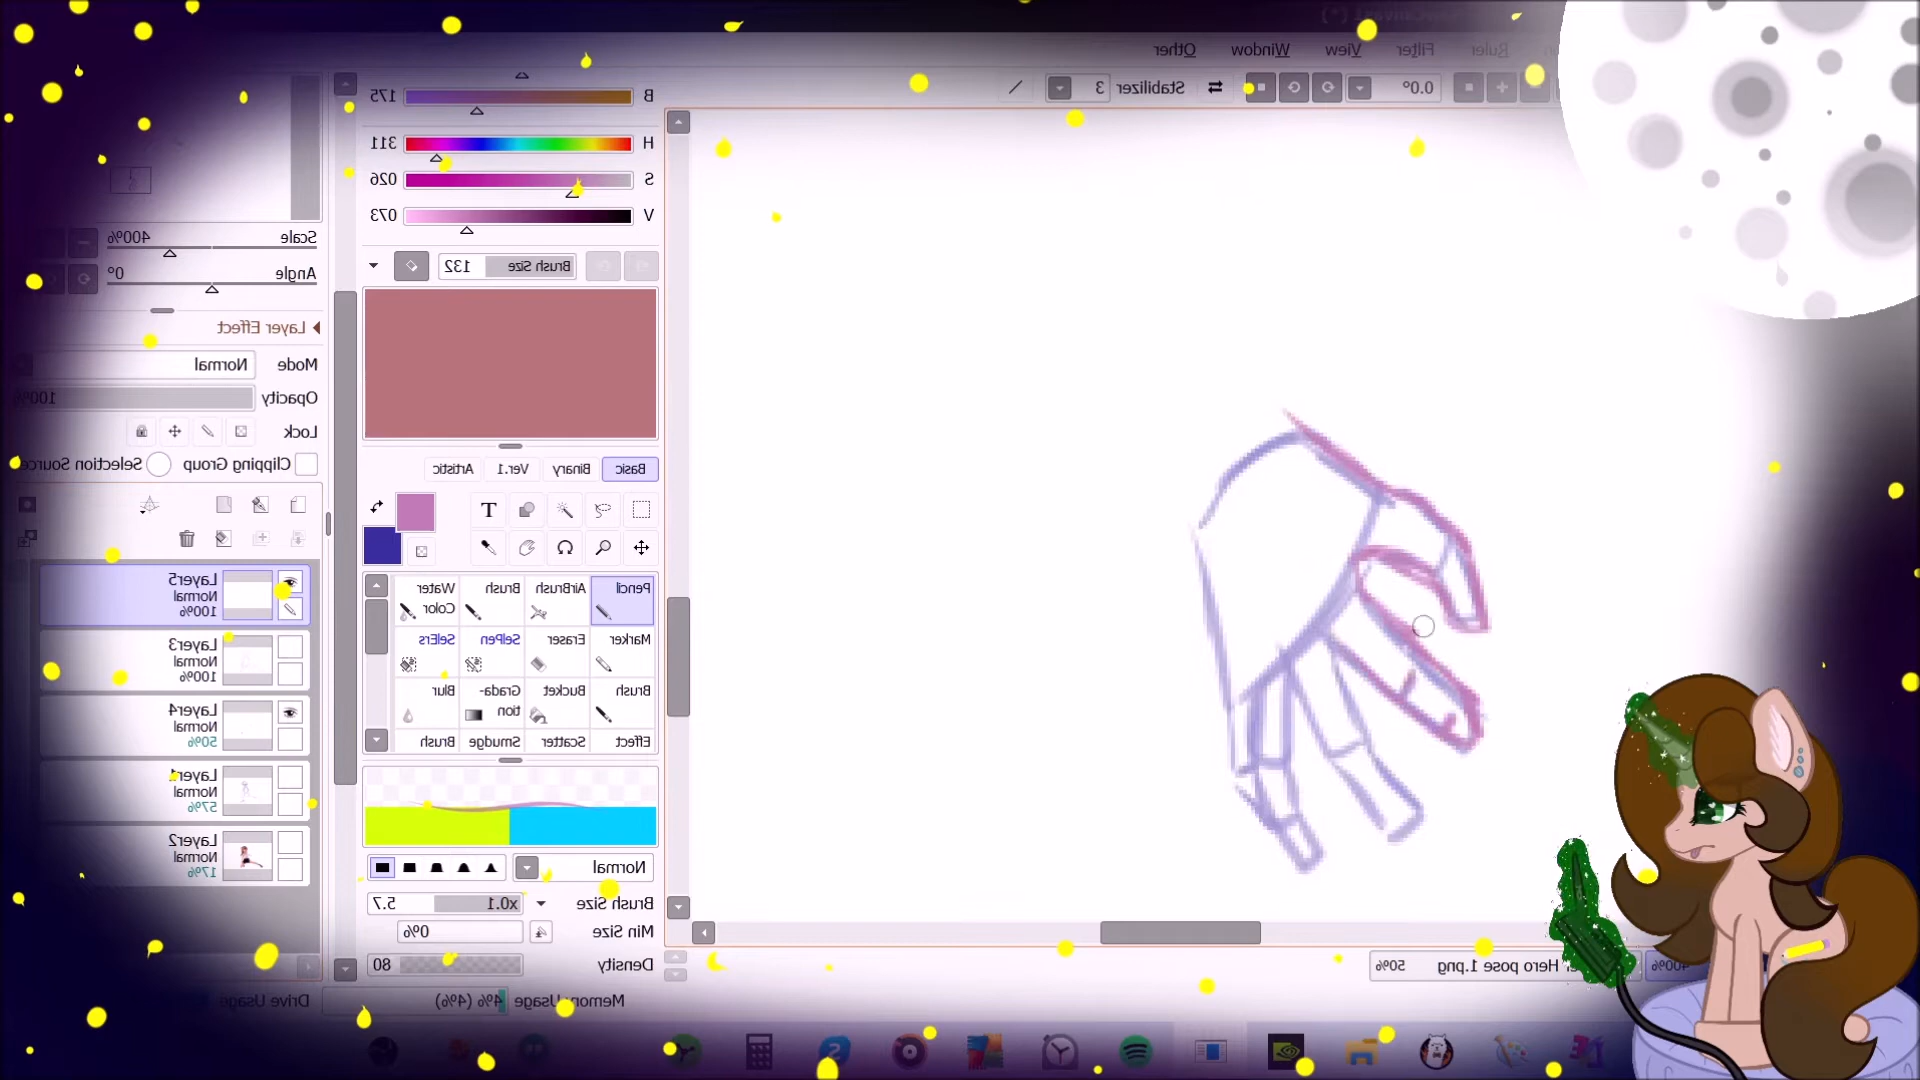 Other
Window
View
Filter
Ruler
3 Stabilizer
0.0°
175 B
311 H
026 S
073 V
400% Scale
0° Angle
132 Brush Size
Layer Effect
Normal Mode
100% Opacity
Lock
Selection Source Clipping Group
Artistic Ver.1 Binary Basic
T
Water Color
Brush
AirBrush
Pencil
SelErs
SelPen
Eraser
Marker
Blur
Grada-tion
Bucket
Brush
Brush
Smudge
Scatter
Effect
Layer5
Normal
100%
Layer3
Normal
100%
Layer4
Normal
50%
Layer1
Normal
57%
Layer2
Normal
17%
Normal
5.7 x0.1 Brush Size
0% Min Size
80 Density
Drive Usage
4% (4%) Memory Usage
50% Hero pose 1.png
400%